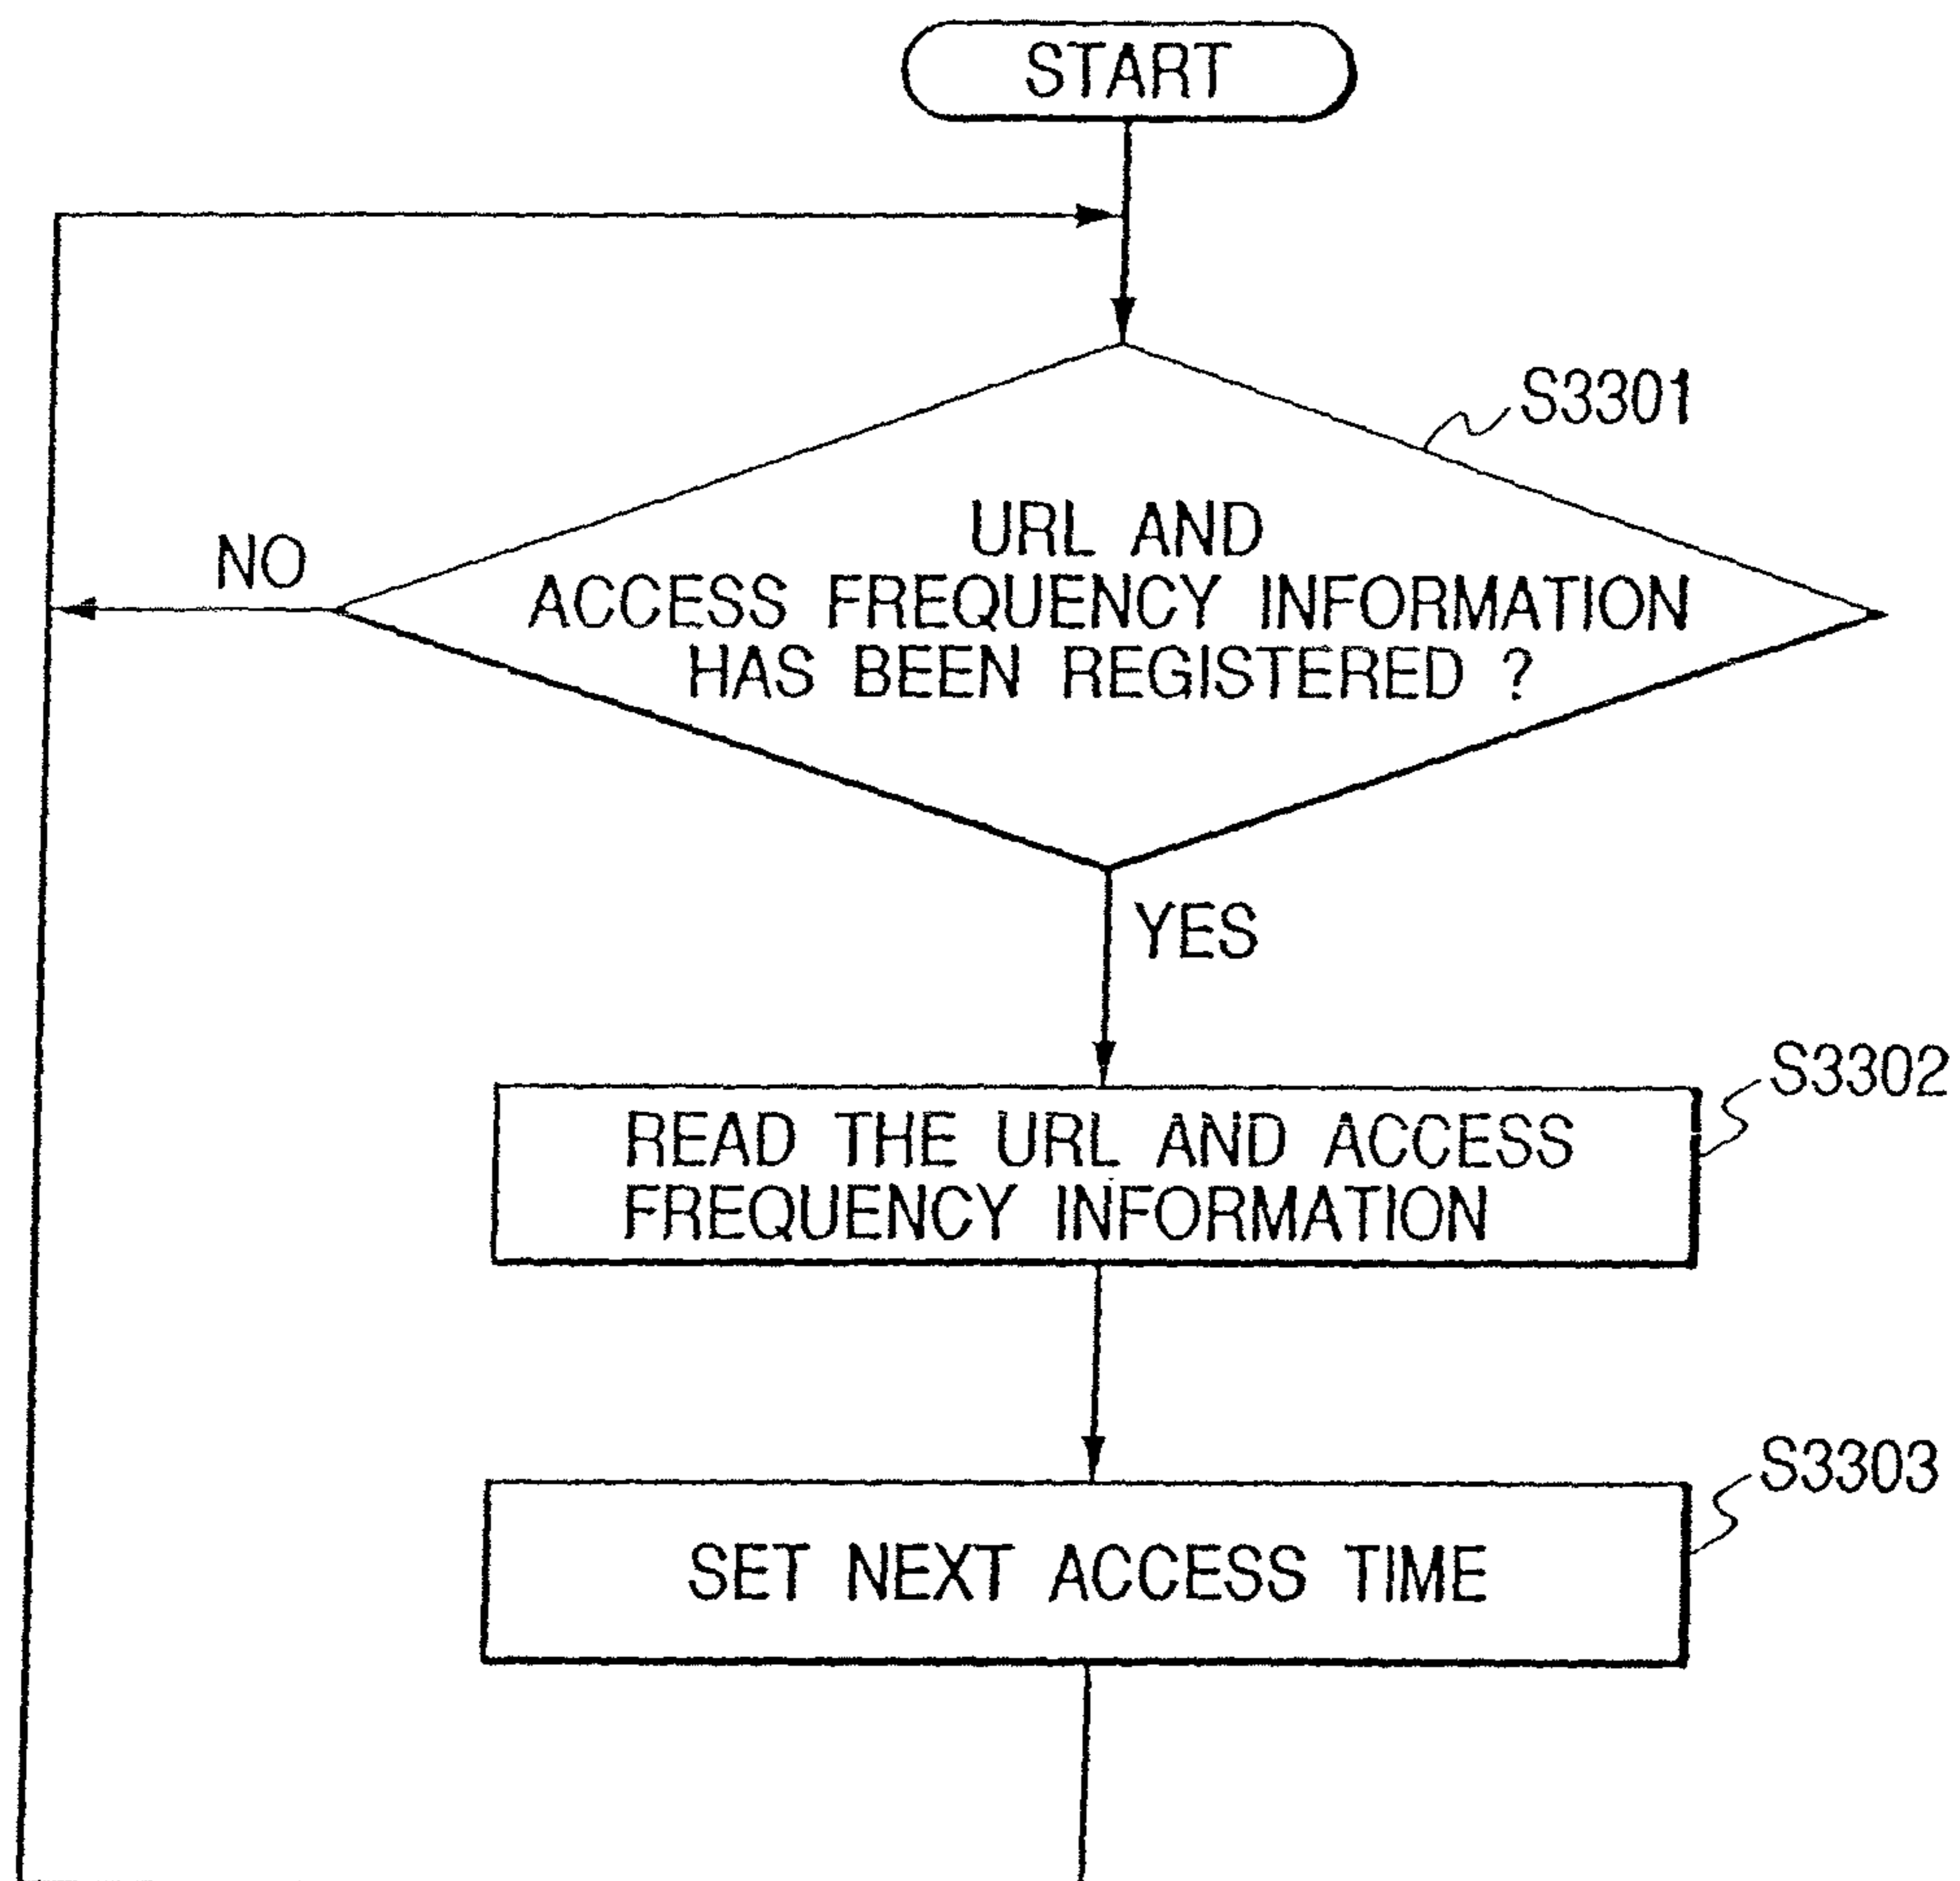 START
S3301
URL AND
ACCESS FREQUENCY INFORMATION
HAS BEEN REGISTERED ?
NO
YES
S3302
READ THE URL AND ACCESS
FREQUENCY INFORMATION
S3303
SET NEXT ACCESS TIME